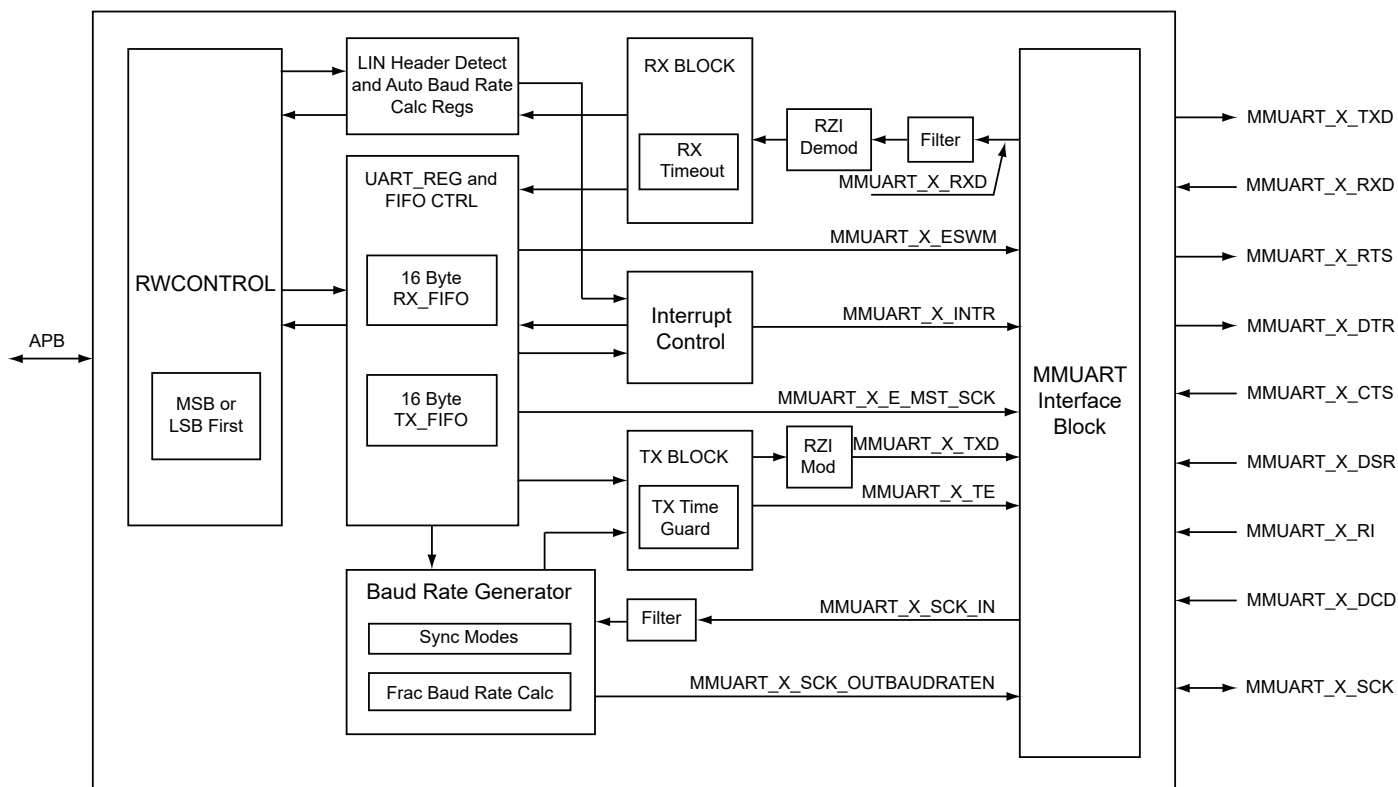 APB
RWCONTROL
MSB or
LSB First
LIN Header Detect
and Auto Baud Rate
Calc Regs
UART_REG and
FIFO CTRL
16 Byte
RX_FIFO
16 Byte
TX_FIFO
Baud Rate Generator
Sync Modes
Frac Baud Rate Calc
RX BLOCK
RX
Timeout
RZI
Demod
Filter
MMUART_X_RXD
MMUART_X_ESWM
Interrupt
Control
MMUART_X_INTR
MMUART_X_E_MST_SCK
TX BLOCK
TX Time
Guard
RZI
Mod
MMUART_X_TXD
MMUART_X_TE
Filter
MMUART_X_SCK_IN
MMUART_X_SCK_OUTBAUDRATEN
MMUART
Interface
Block
MMUART_X_TXD
MMUART_X_RXD
MMUART_X_RTS
MMUART_X_DTR
MMUART_X_CTS
MMUART_X_DSR
MMUART_X_RI
MMUART_X_DCD
MMUART_X_SCK